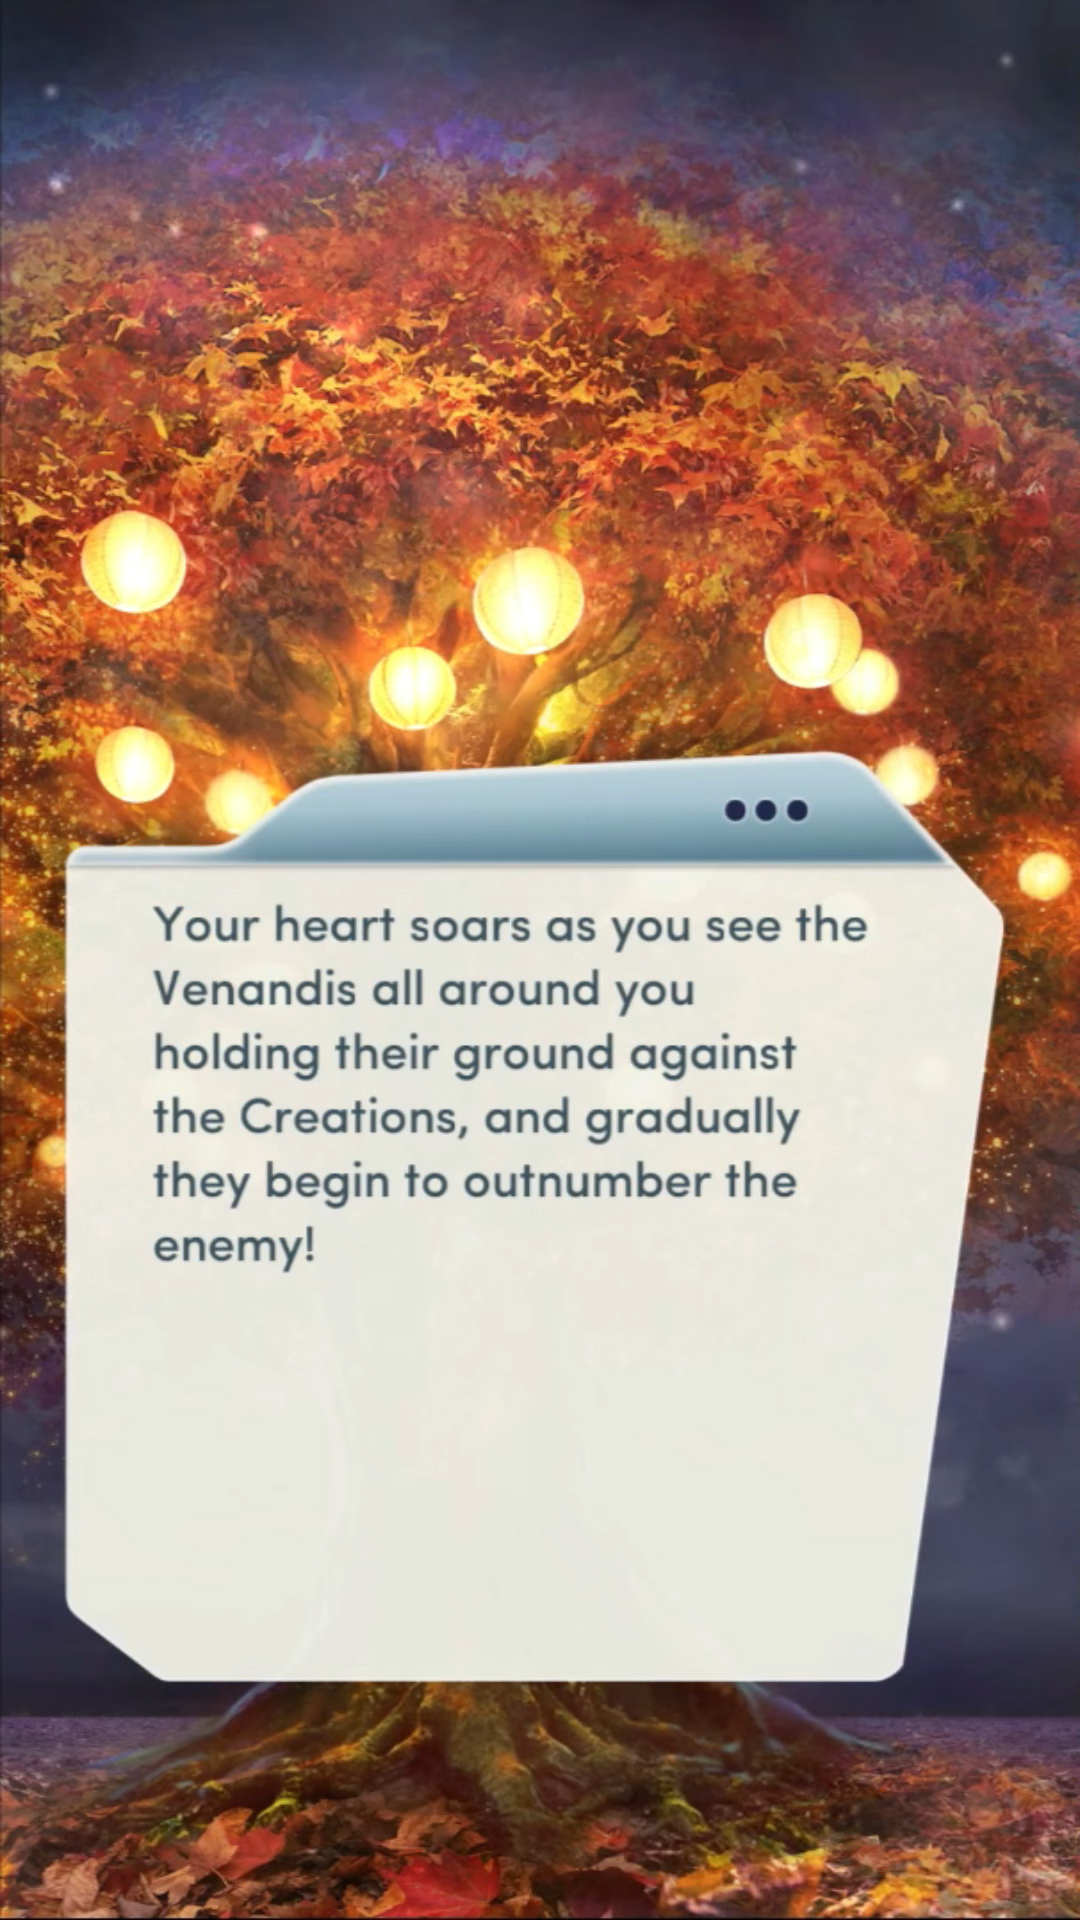 Your heart soars as you see the
Venandis all around you
holding their ground against
the Creations, and gradually
they begin to outnumber the
enemy!